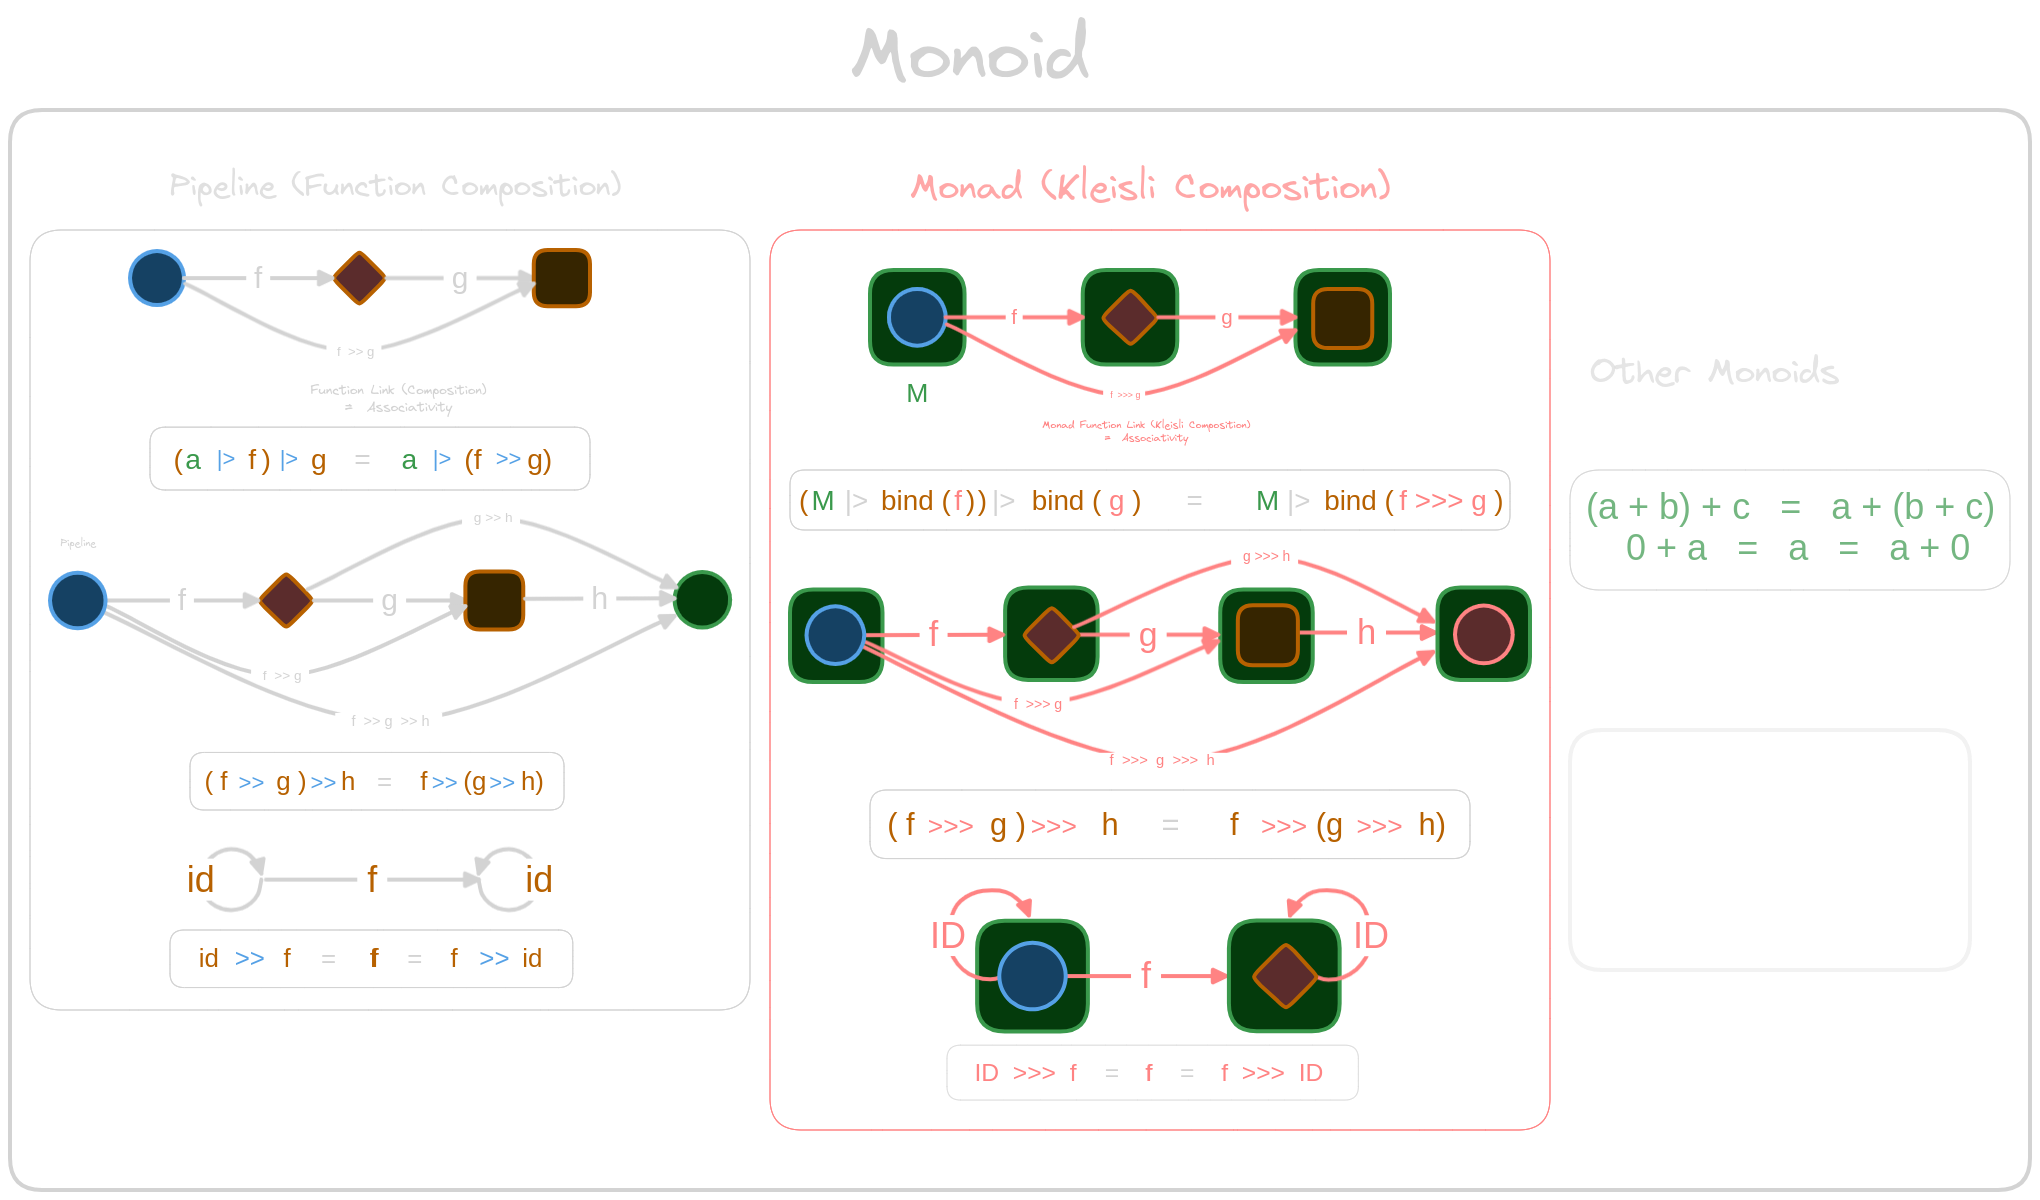 Monoid
Pipeline (Function Composition)
f
g
f >> g
Function Link (Composition)
= Associativity
(a |> f) |> g = a |> (f >> g)
g >> h
Pipeline
f
g
h
f >> g
f >> g >> h
( f >> g ) >> h = f >> (g >> h)
id
f
id
id >> f = f = f >> id
Monad (Kleisli Composition)
f
g
M
f >>> g
Monad Function Link (Kleisli Composition)
= Associativity
(M |> bind (f)) |> bind ( g ) = M |> bind ( f >>> g )
g >>> h
f
g
h
f >>> g
f >>> g >>> h
( f >>> g ) >>> h = f >>> (g >>> h)
ID
ID
f
ID >>> f = f = f >>> ID
Other Monoids
(a + b) + c = a + (b + c)
0 + a = a = a + 0